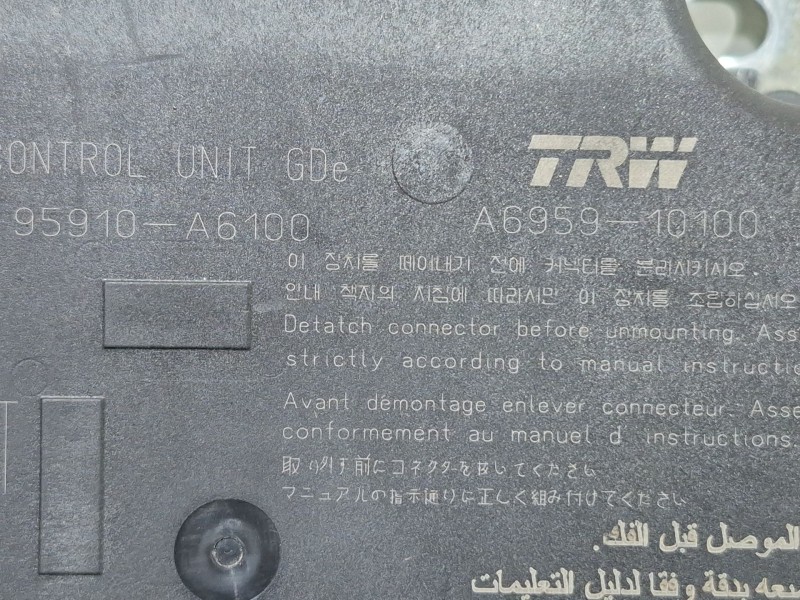 CONTROL UNIT GDe
TRW
95910-A6100
A6959-10100
이 장치를 떼어내기 전에 커넥터를 분리시키시오.
안내 책자의 지침에 따라서만 이 장치를 조립하십시오
Detatch connector before unmounting. Ass
strictly according to manual instructio
Avant démontage enlever connecteur. Asse
conformement au manuel d' instructions.
取り外す前にコネクタを抜いてください
マニュアルの指示通りに正しく組み付けてください
الموصل قبل الفك.
بدقة وفقا لدليل التعليمات